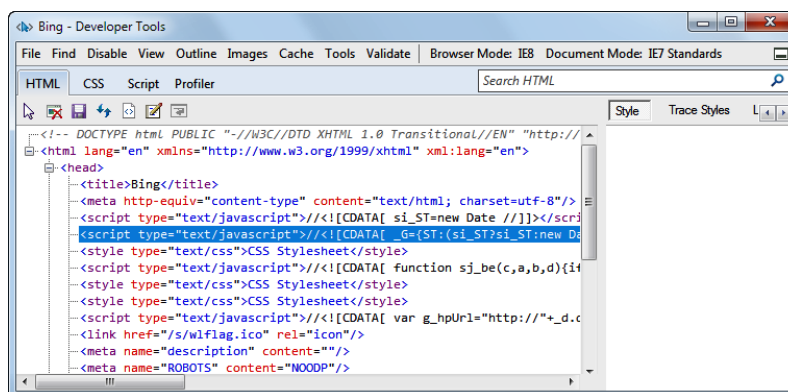 Bing - Developer Tools
File Find Disable View Outline Images Cache Tools Validate Browser Mode: IE8 Document Mode: IE7 Standards
HTML CSS Script Profiler Search HTML
Style Trace Styles L
<!-- DOCTYPE html PUBLIC "-//W3C//DTD XHTML 1.0 Transitional//EN" "http://
<html lang="en" xmlns="http://www.w3.org/1999/xhtml" xml:lang="en">
<head>
<title>Bing</title>
<meta http-equiv="content-type" content="text/html; charset=utf-8"/>
<script type="text/javascript">//<![CDATA[ si_ST=new Date //]]></scri
<script type="text/javascript">//<![CDATA[ _G={ST:(si_ST?si_ST:new Da
<style type="text/css">CSS Stylesheet</style>
<script type="text/javascript">//<![CDATA[ function sj_be(c,a,b,d){if
<style type="text/css">CSS Stylesheet</style>
<style type="text/css">CSS Stylesheet</style>
<script type="text/javascript">//<![CDATA[ var g_hpUrl="http://"+_d.d
<link href="/s/wlflag.ico" rel="icon"/>
<meta name="description" content=""/>
<meta name="ROBOTS" content="NOODP"/>